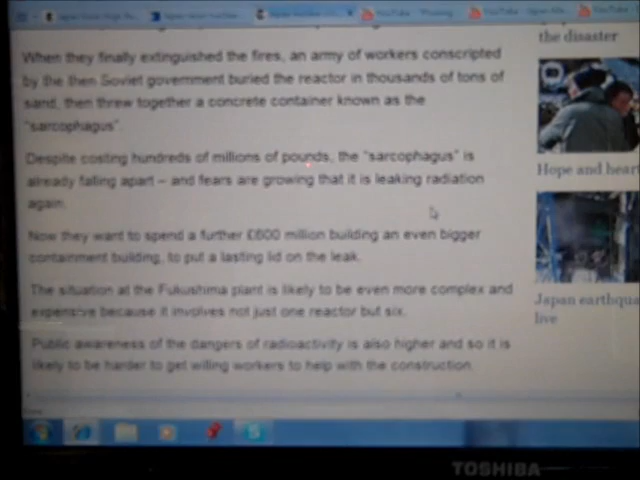 the disaster
When they finally extinguished the fires, an army of workers conscripted
by the then Soviet government buried the reactor in thousands of tons of
sand, then threw together a concrete container known as the
"sarcophagus".
Despite costing hundreds of millions of pounds, the "sarcophagus" is
already falling apart – and fears are growing that it is leaking radiation
again.
Hope and heart
Now they want to spend a further £600 million building an even bigger
containment building, to put a lasting lid on the leak.
The situation at the Fukushima plant is likely to be even more complex and
expensive because it involves not just one reactor but six.
Japan earthqua
live
Public awareness of the dangers of radioactivity is also higher and so it is
likely to be harder to get willing workers to help with the construction.
TOSHIBA